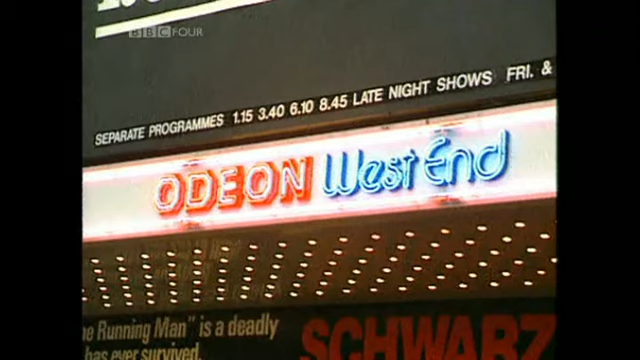 BBC FOUR
SEPARATE PROGRAMMES 1.15 3.40 6.10 8.45 LATE NIGHT SHOWS FRI. &
ODEON West End
Running Man" is a deadly
has ever survived.
SCHWARZ